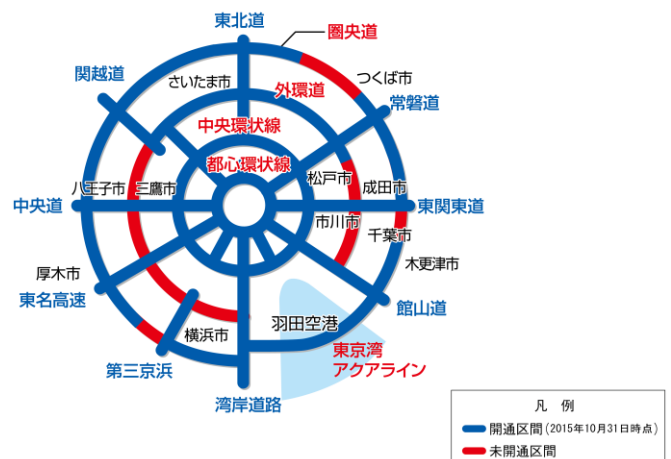 東北道
圏央道
関越道
さいたま市
外環道
つくば市
常磐道
中央環状線
都心環状線
松戸市
成田市
八王子市
三鷹市
中央道
東関東道
市川市
千葉市
木更津市
厚木市
東名高速
館山道
羽田空港
横浜市
東京湾
アクアライン
第三京浜
湾岸道路
凡 例
開通区間(2015年10月31日時点)
未開通区間